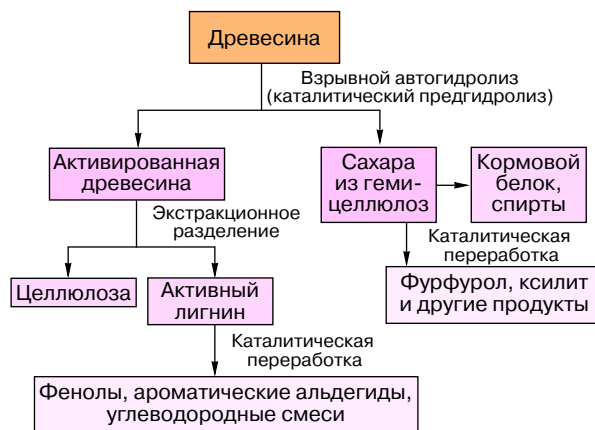 Древесина
Взрывной автогидролиз
(каталитический предгидролиз)
Активированная
древесина
Сахара
из геми-
целлюлоз
Кормовой
белок,
спирты
Экстракционное
разделение
Каталитическая
переработка
Целлюлоза
Активный
лигнин
Фурфурол, ксилит
и другие продукты
Каталитическая
переработка
Фенолы, ароматические альдегиды,
углеводородные смеси